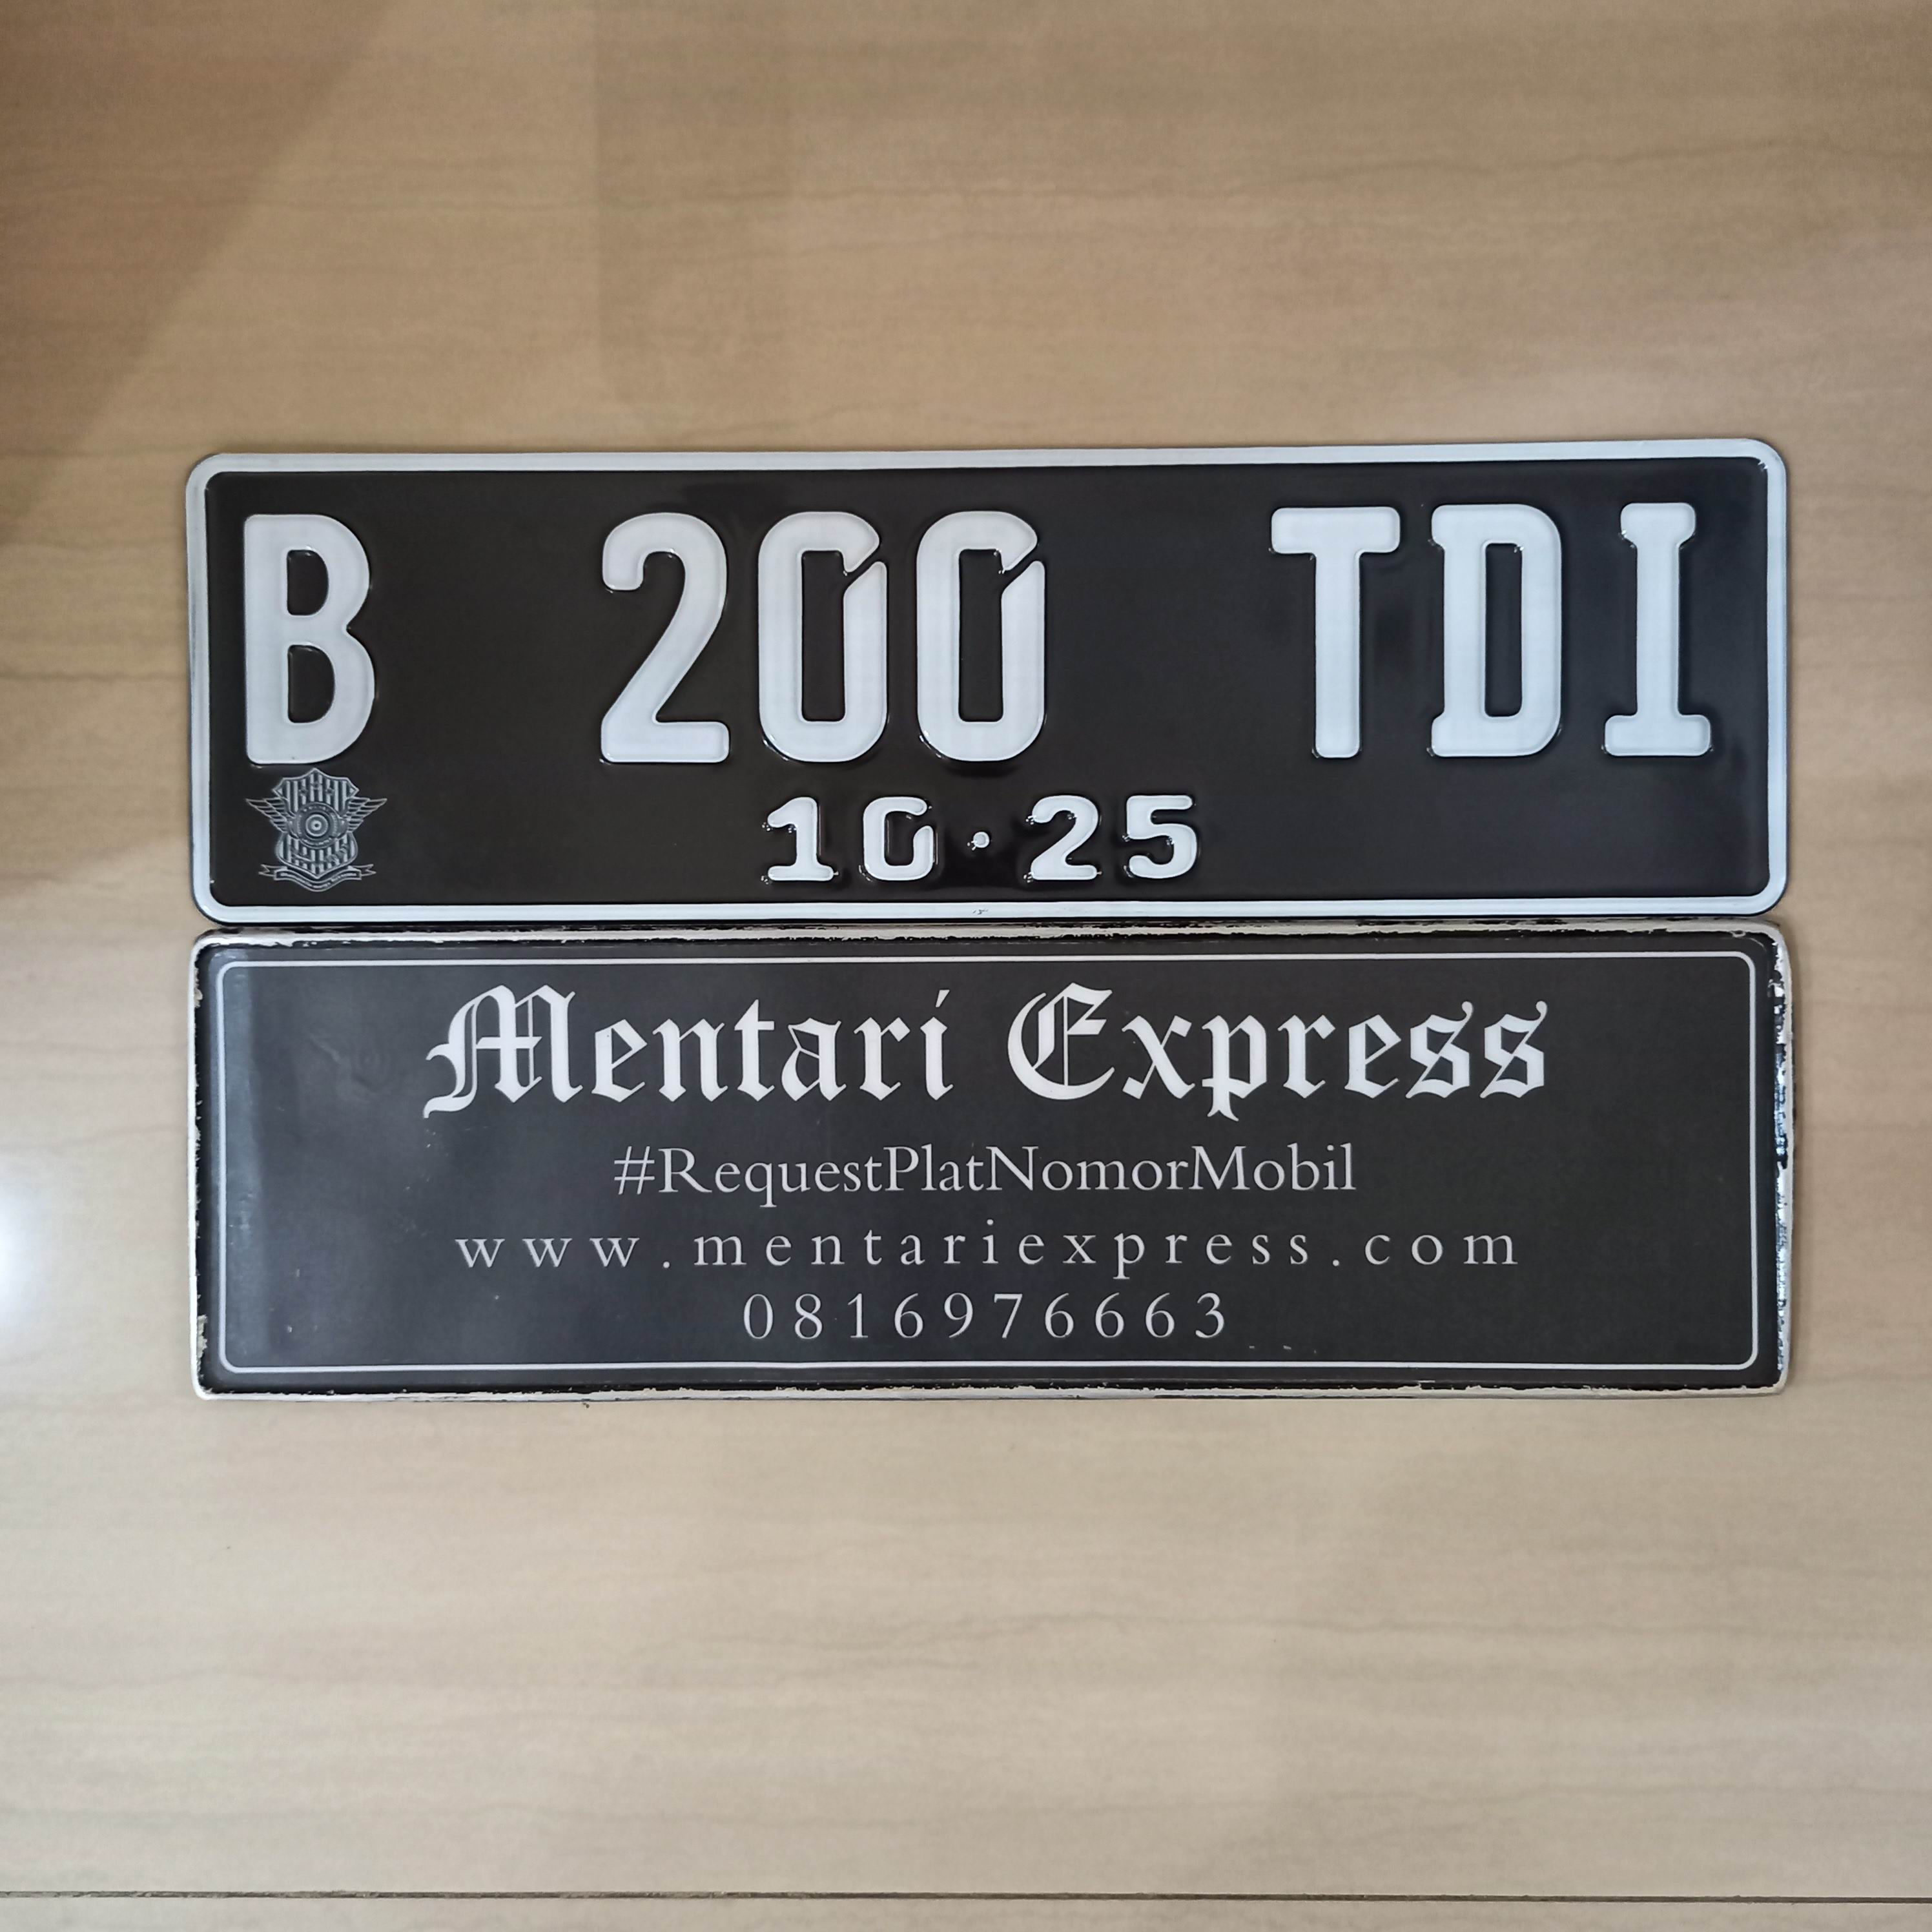 B 200 TDI
10·25
Mentari Express
#RequestPlatNomorMobil
www.mentariexpress.com
0816976663